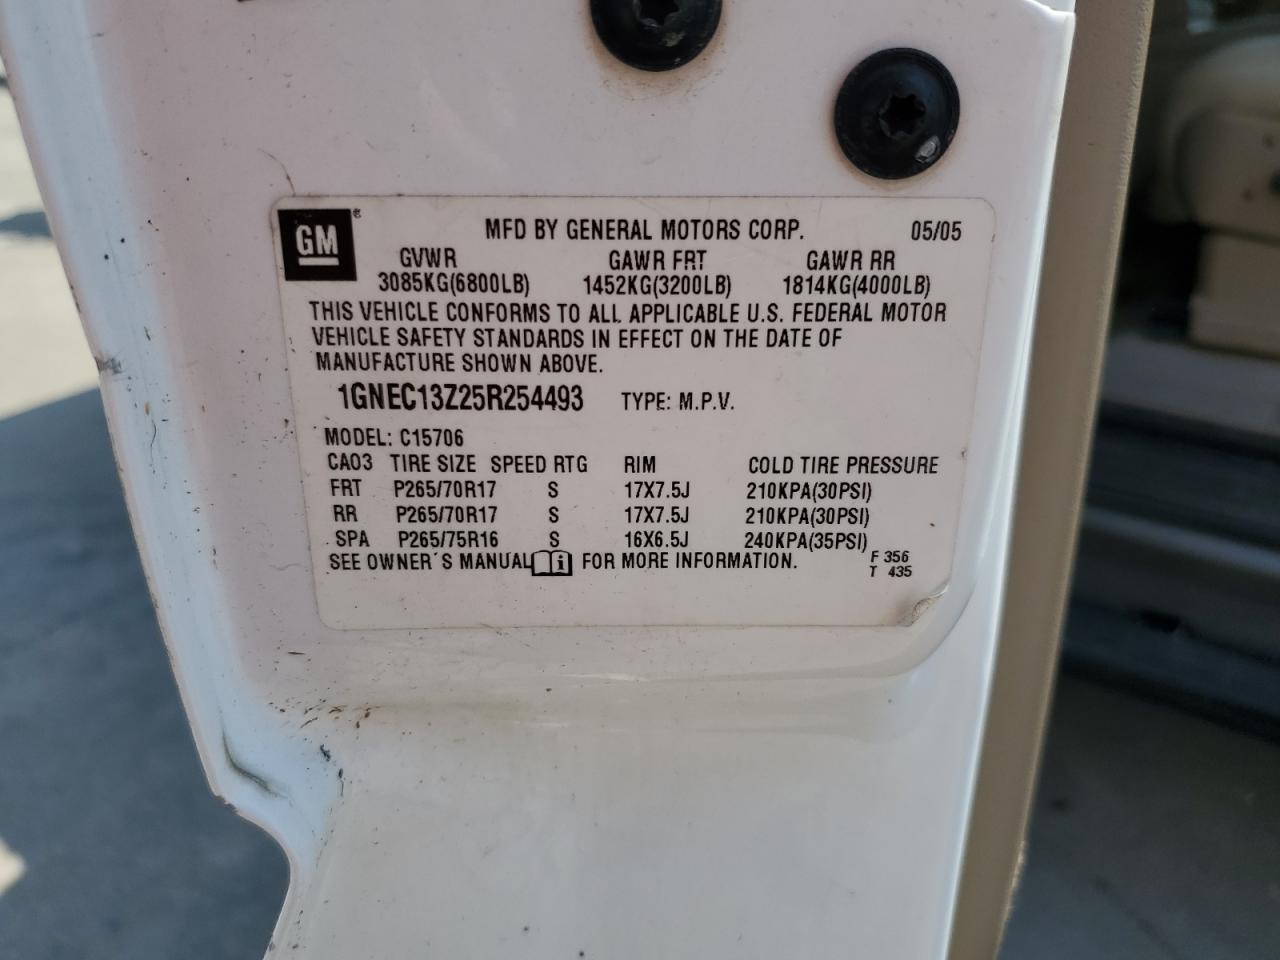 GM®
MFD BY GENERAL MOTORS CORP. 05/05
GVWR GAWR FRT GAWR RR
3085KG(6800LB) 1452KG(3200LB) 1814KG(4000LB)
THIS VEHICLE CONFORMS TO ALL APPLICABLE U.S. FEDERAL MOTOR
VEHICLE SAFETY STANDARDS IN EFFECT ON THE DATE OF
MANUFACTURE SHOWN ABOVE.
1GNEC13Z25R254493 TYPE: M.P.V.
MODEL: C15706
CA03 TIRE SIZE SPEED RTG RIM COLD TIRE PRESSURE
FRT P265/70R17 S 17X7.5J 210KPA(30PSI)
RR P265/70R17 S 17X7.5J 210KPA(30PSI)
SPA P265/75R16 S 16X6.5J 240KPA(35PSI)
SEE OWNER'S MANUAL i FOR MORE INFORMATION. F 356
T 435